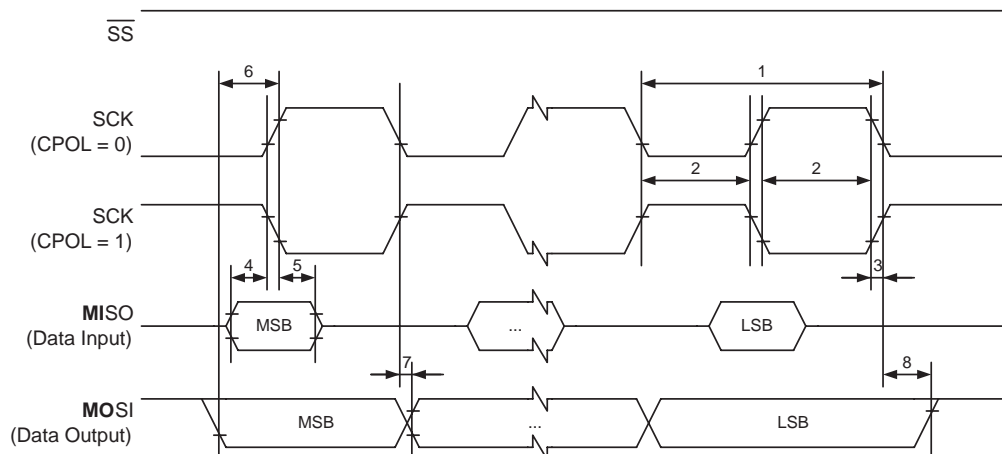 SS
6
1
SCK
(CPOL = 0)
2
2
SCK
(CPOL = 1)
4
5
3
MISO
(Data Input)
MSB
...
LSB
7
8
MOSI
(Data Output)
MSB
...
LSB